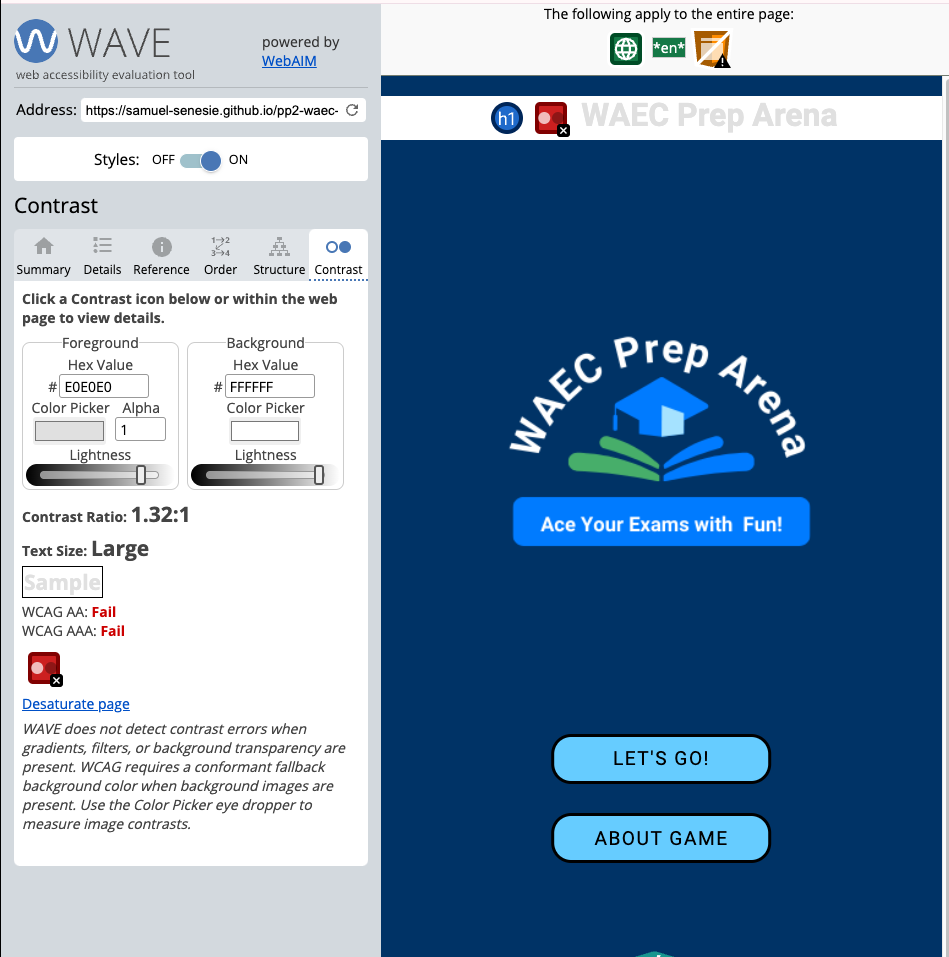 WAVE
web accessibility evaluation tool
powered by
WebAIM
Address: https://samuel-senesie.github.io/pp2-waec-
Styles: OFF ON
Contrast
Summary Details Reference Order Structure Contrast
Click a Contrast icon below or within the web
page to view details.
Foreground
Hex Value
# E0E0E0
Color Picker Alpha
1
Lightness
Background
Hex Value
# FFFFFF
Color Picker
Lightness
Contrast Ratio: 1.32:1
Text Size: Large
Sample
WCAG AA: Fail
WCAG AAA: Fail
Desaturate page
WAVE does not detect contrast errors when
gradients, filters, or background transparency are
present. WCAG requires a conformant fallback
background color when background images are
present. Use the Color Picker eye dropper to
measure image contrasts.
The following apply to the entire page:
*en*
h1 WAEC Prep Arena
WAEC Prep Arena
Ace Your Exams with Fun!
LET'S GO!
ABOUT GAME